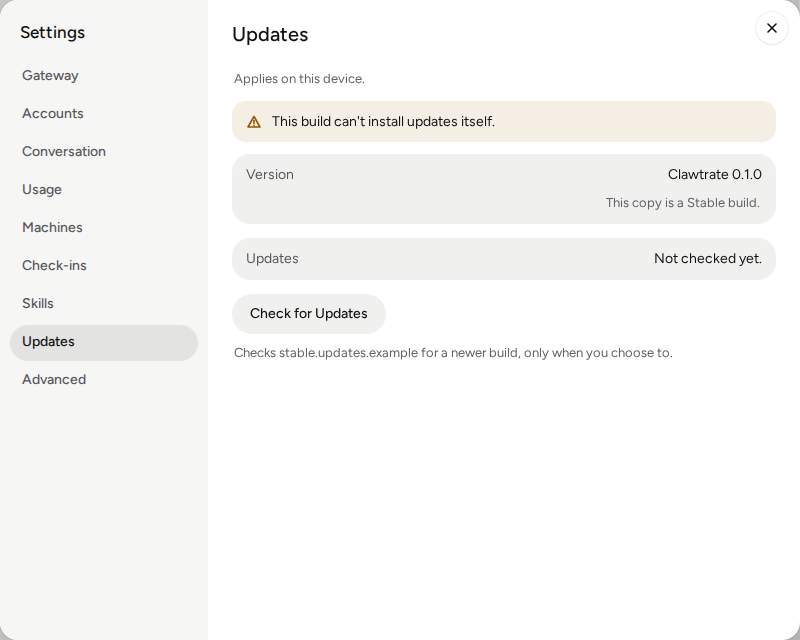 Settings
Gateway
Accounts
Conversation
Usage
Machines
Check-ins
Skills
Updates
Advanced
Updates
Applies on this device.
This build can't install updates itself.
Version
Clawtrate 0.1.0
This copy is a Stable build.
Updates
Not checked yet.
Check for Updates
Checks stable.updates.example for a newer build, only when you choose to.